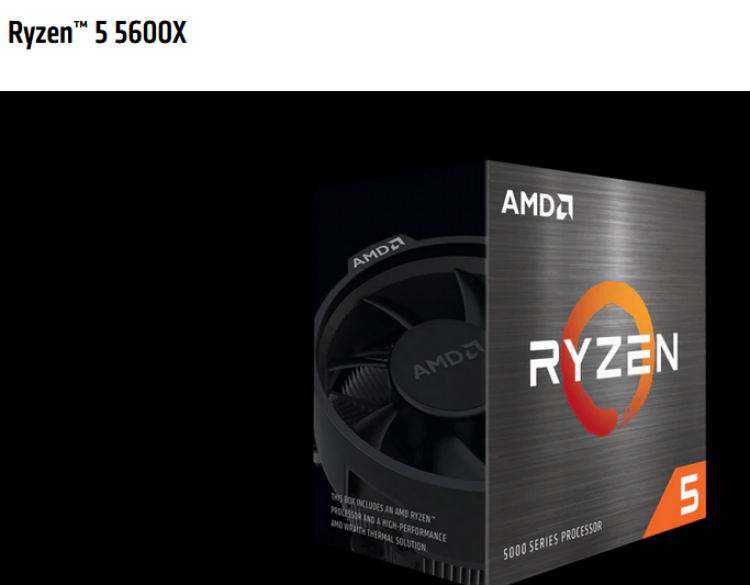 Ryzen™ 5 5600X
AMD
RYZEN
5
5000 SERIES PROCESSOR
AMD
AMD
THIS BOX INCLUDES AN AMD RYZEN™
PROCESSOR AND A HIGH-PERFORMANCE
AMD WRAITH THERMAL SOLUTION.